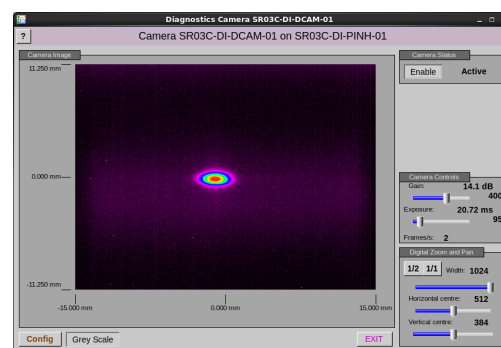 Diagnostics Camera SR03C-DI-DCAM-01
?
Camera SR03C-DI-DCAM-01 on SR03C-DI-PINH-01
Camera Image
11.250 mm
0.000 mm
-11.250 mm
-15.000 mm
0.000 mm
15.000 mm
Config
Grey Scale
EXIT
Camera Status
Enable
Active
Camera Controls
Gain:
14.1 dB
400
Exposure:
20.72 ms
95
Frames/s: 2
Digital Zoom and Pan
1/2 1/1 Width: 1024
Horizontal centre: 512
Vertical centre: 384